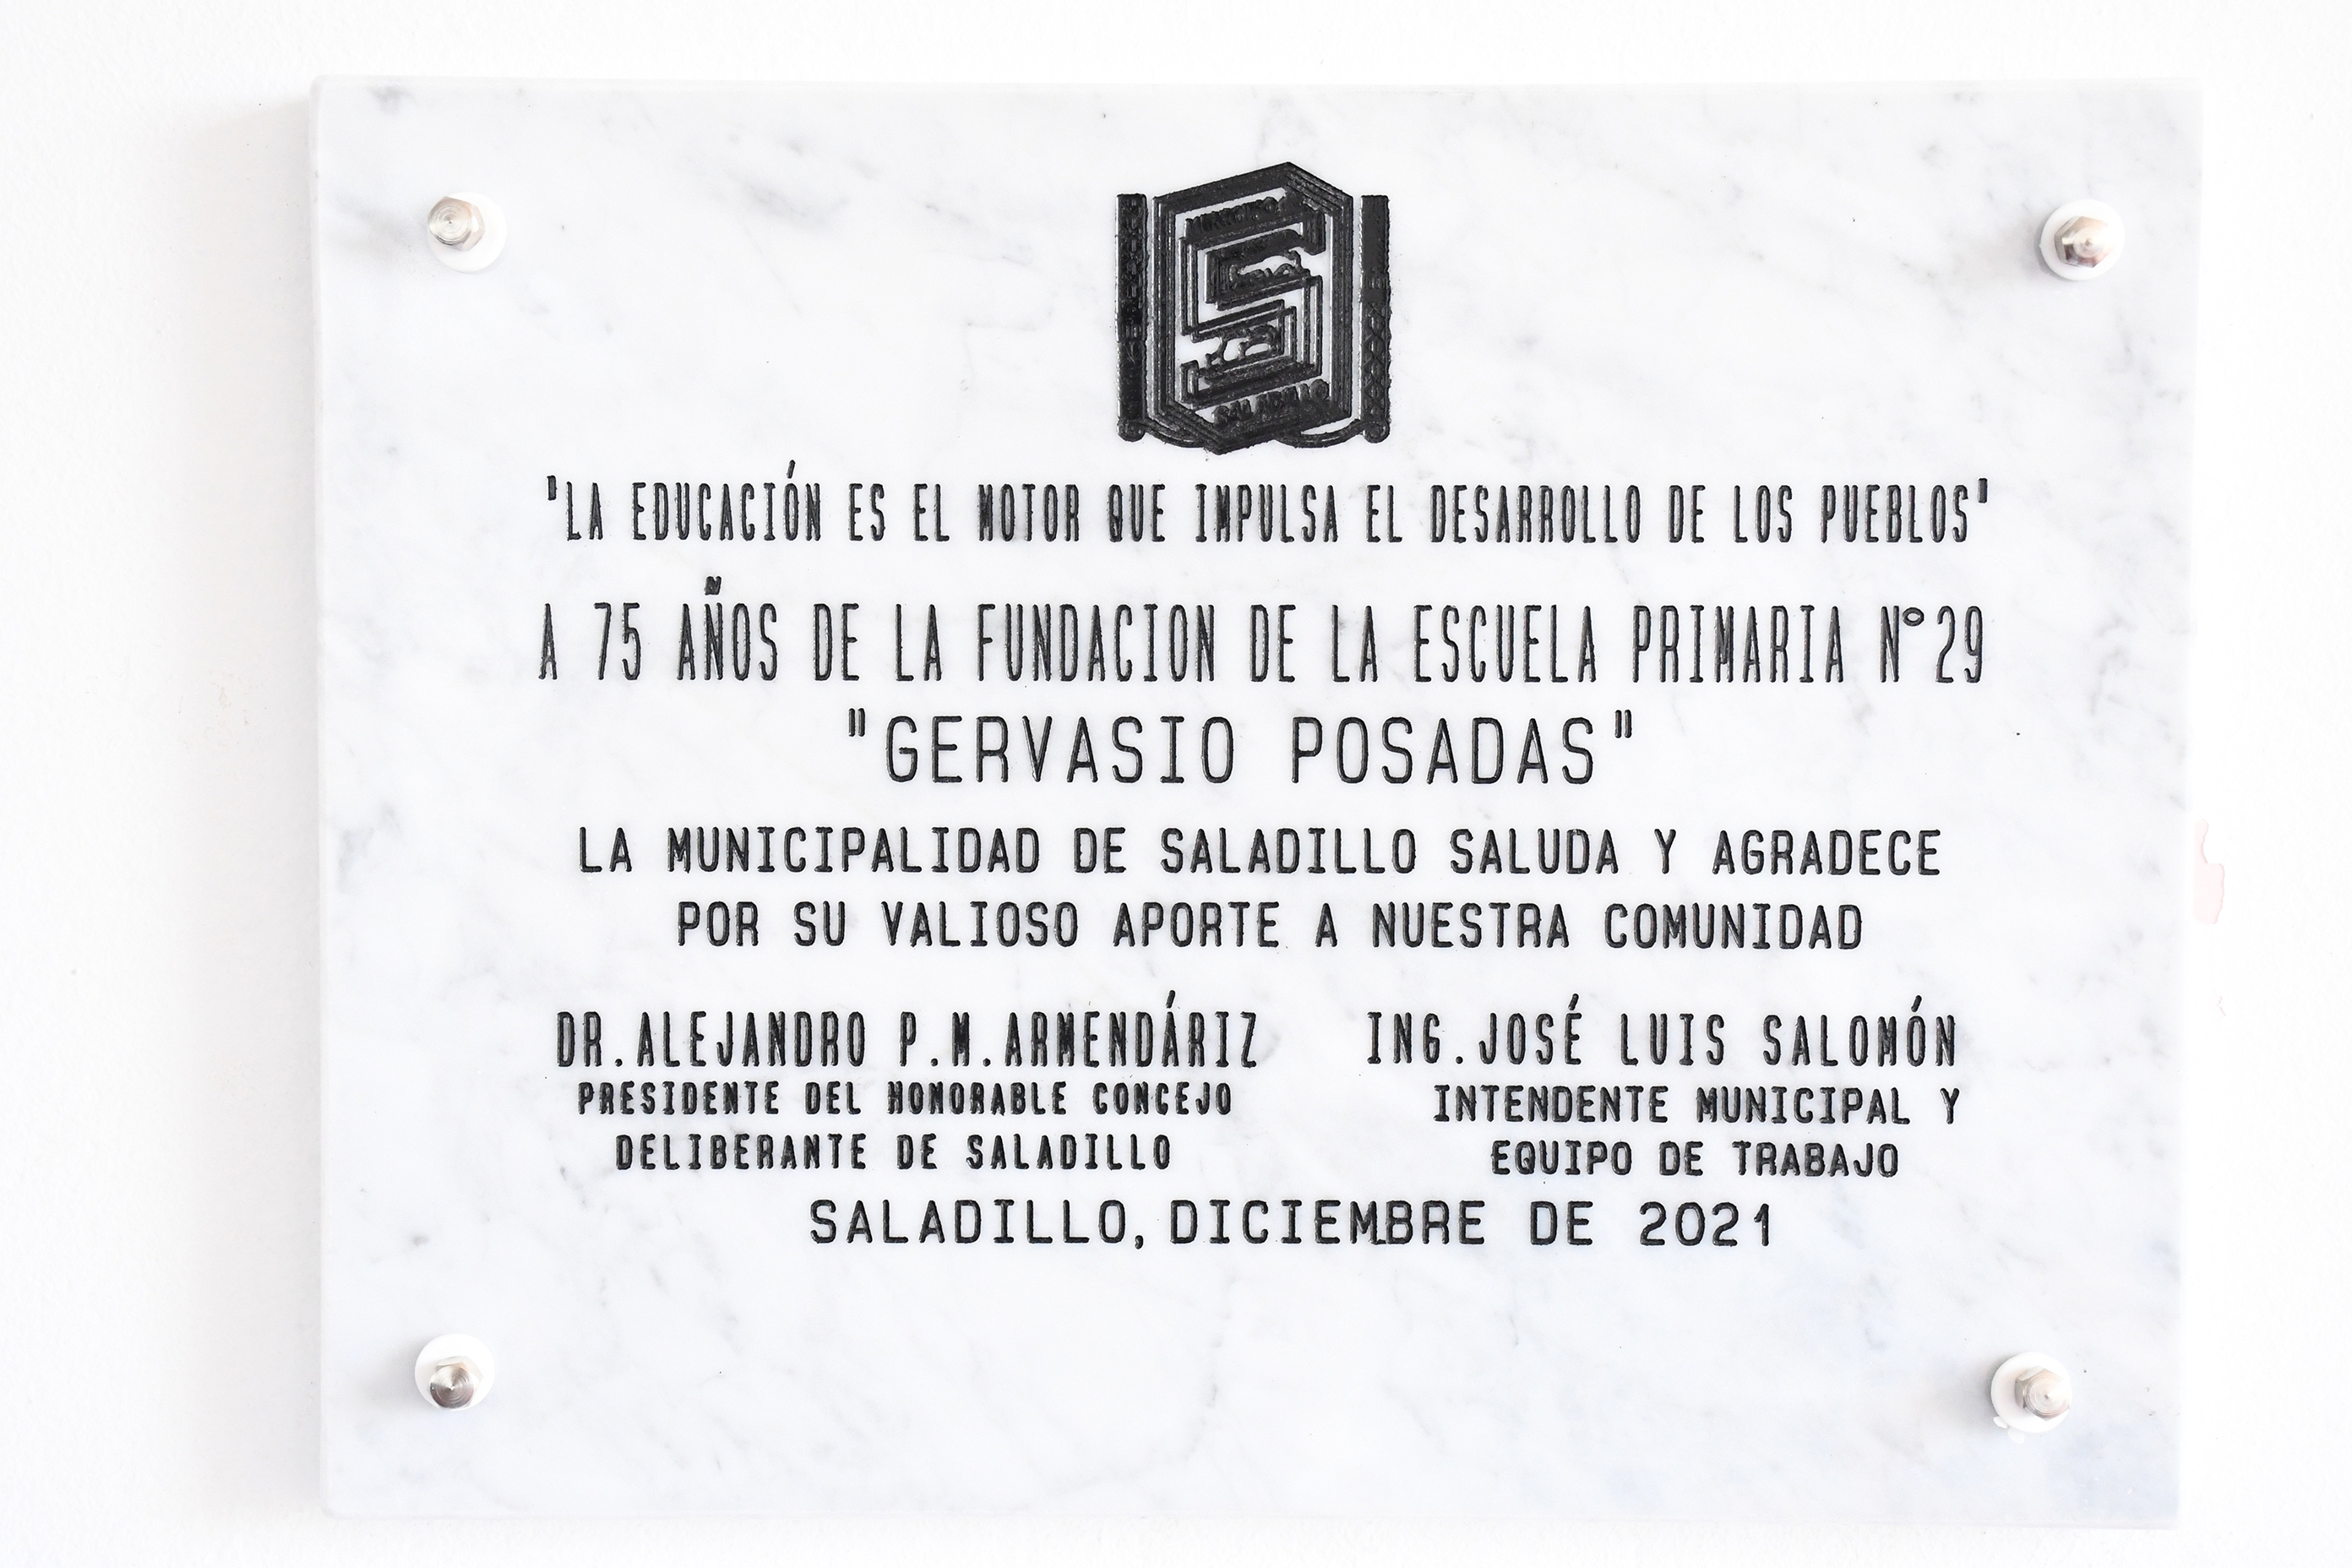 SALADILLO
"LA EDUCACIÓN ES EL MOTOR QUE IMPULSA EL DESARROLLO DE LOS PUEBLOS"
A 75 AÑOS DE LA FUNDACION DE LA ESCUELA PRIMARIA N°29
"GERVASIO POSADAS"
LA MUNICIPALIDAD DE SALADILLO SALUDA Y AGRADECE
POR SU VALIOSO APORTE A NUESTRA COMUNIDAD
DR.ALEJANDRO P.M.ARMENDÁRIZ
PRESIDENTE DEL HONORABLE CONCEJO
DELIBERANTE DE SALADILLO
ING.JOSÉ LUIS SALOMÓN
INTENDENTE MUNICIPAL Y
EQUIPO DE TRABAJO
SALADILLO, DICIEMBRE DE 2021